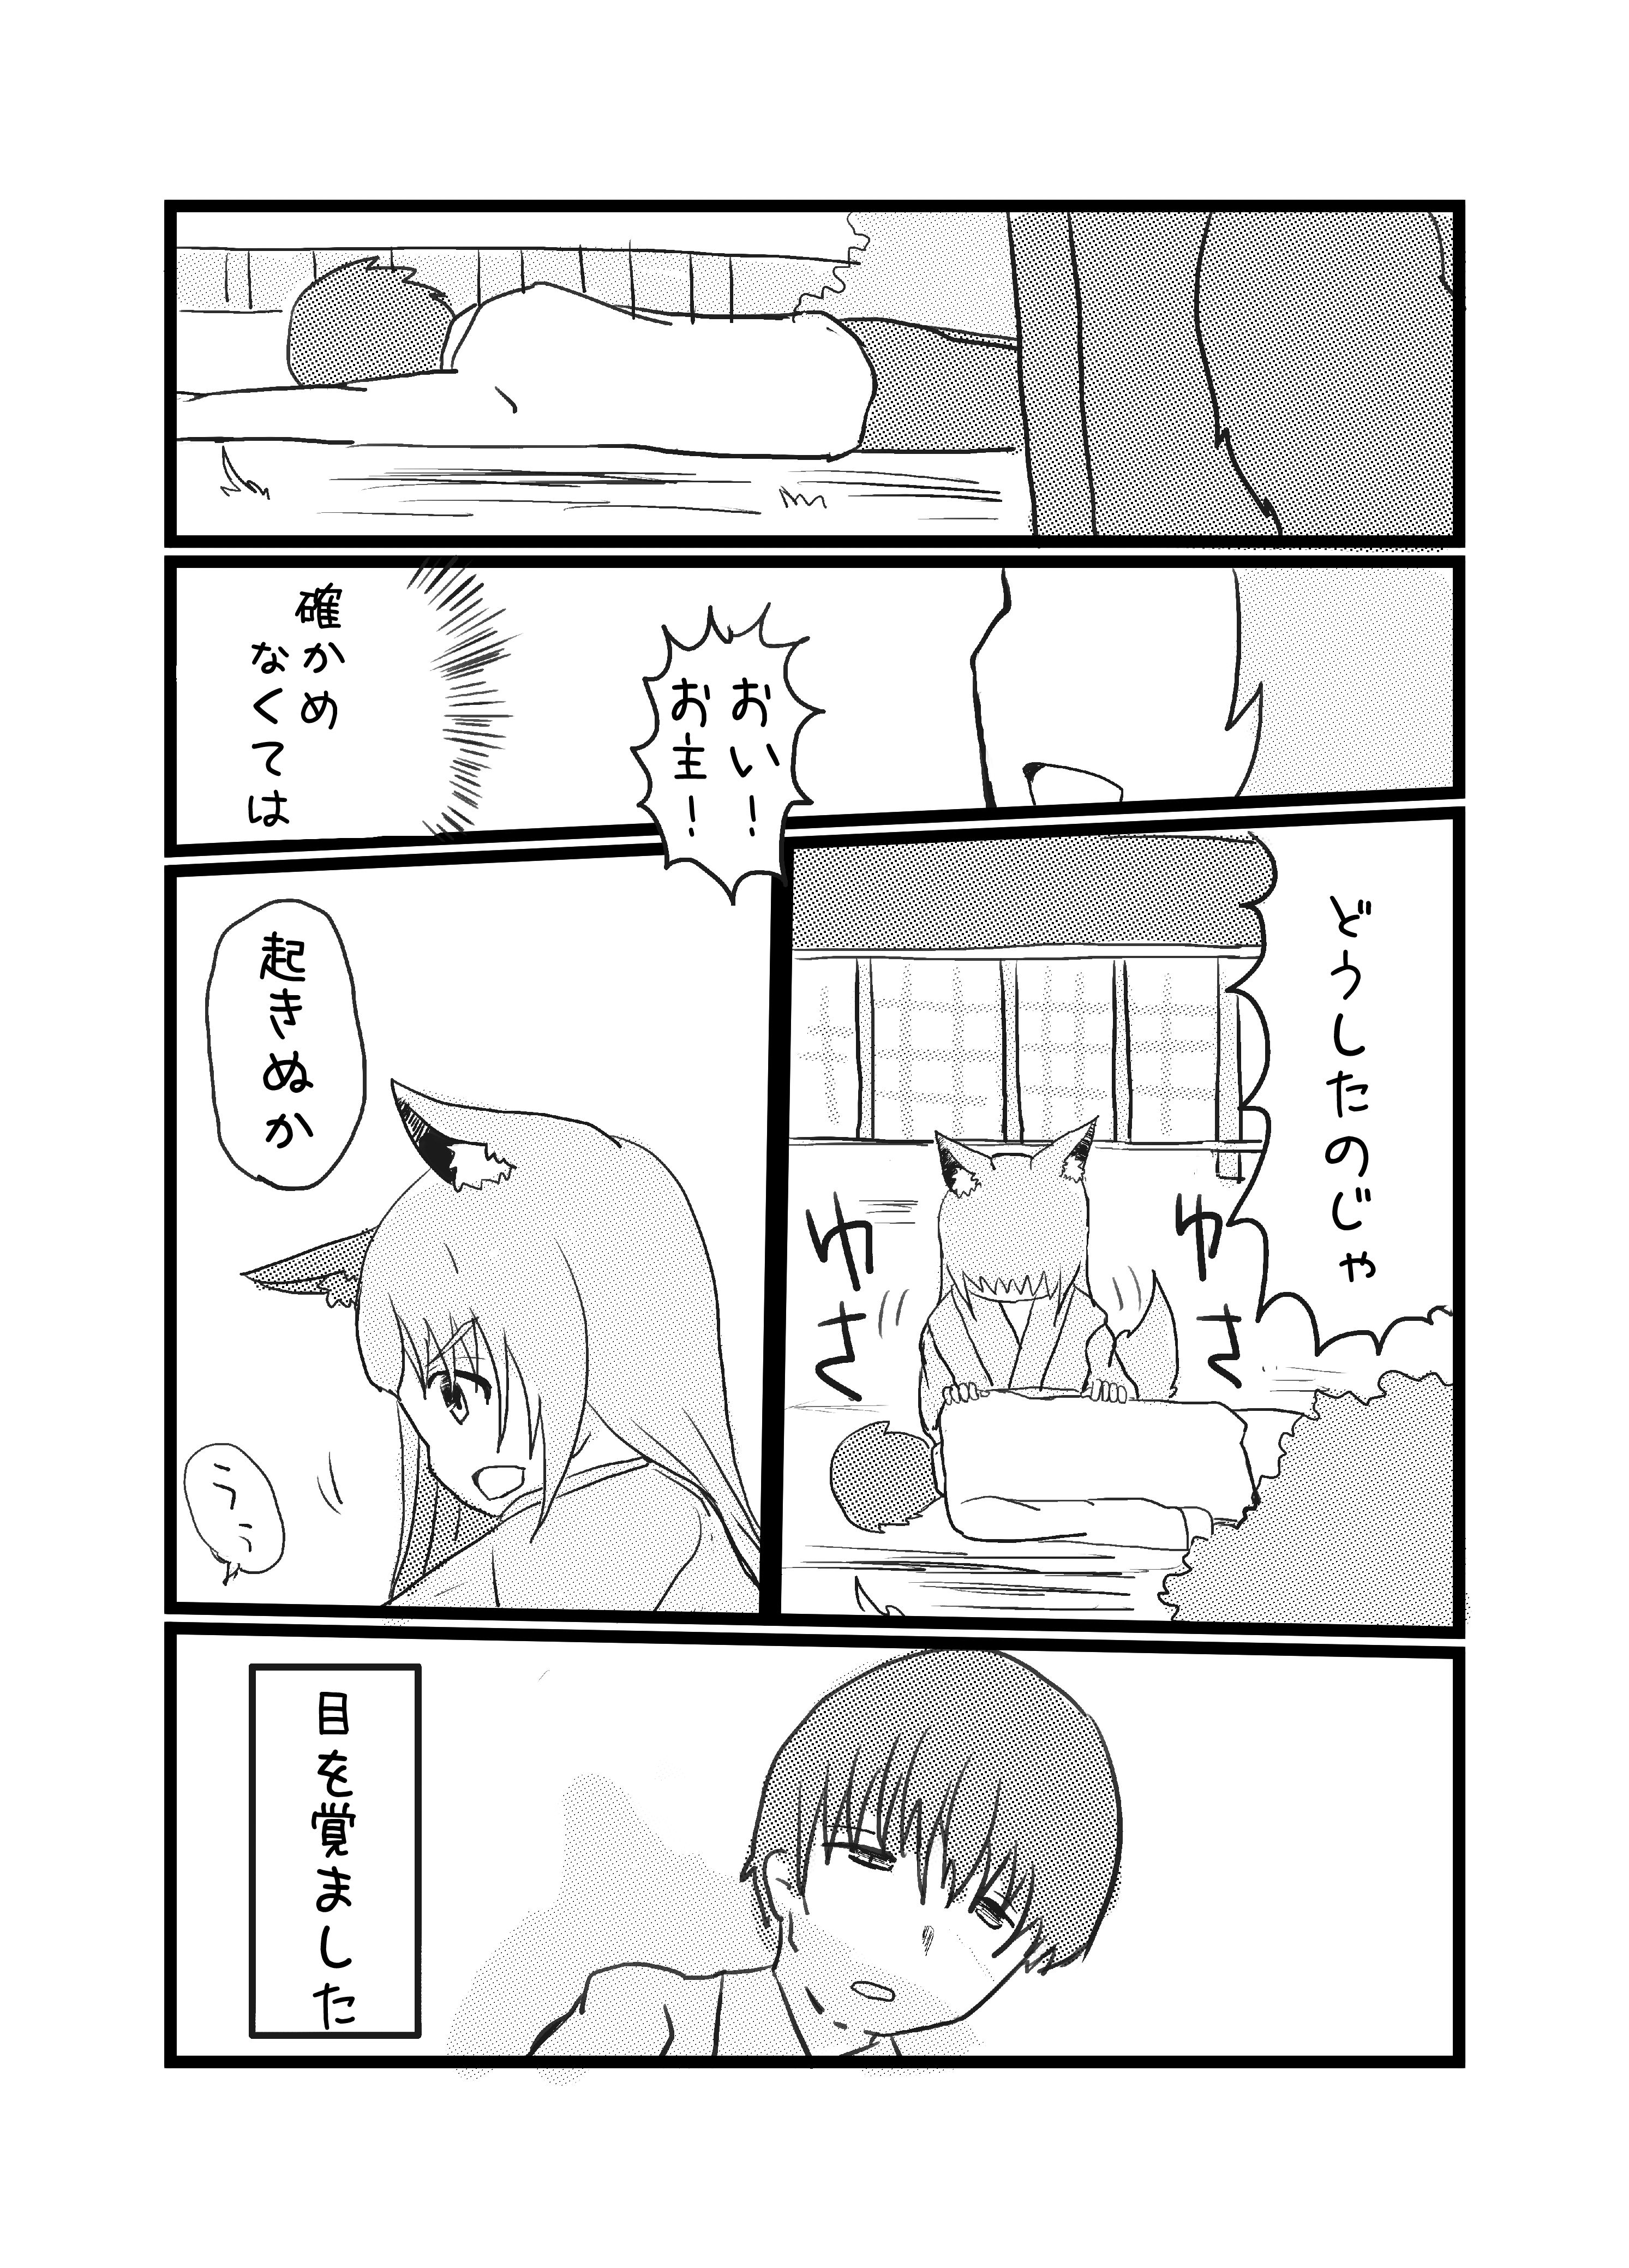 確かめ
なくては
おい！
お主！
どうしたのじゃ
ゆさ
ゆさ
起きぬか
うっ
目を覚ました